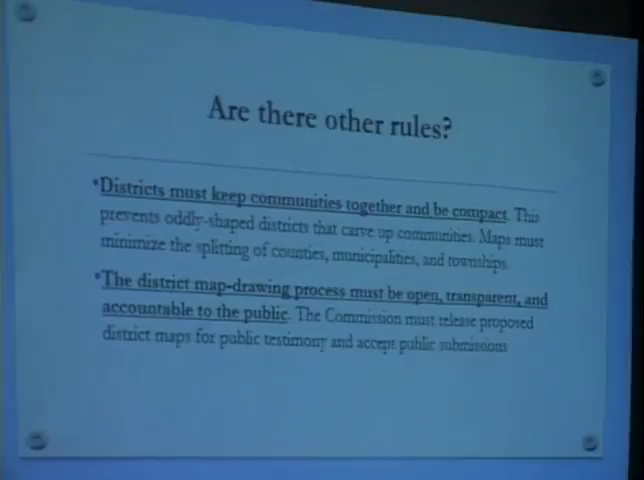 Are there other rules?
•Districts must keep communities together and be compact. This
prevents oddly-shaped districts that carve up communities. Maps must
minimize the splitting of counties, municipalities, and townships.
•The district map-drawing process must be open, transparent, and
accountable to the public. The Commission must release proposed
district maps for public testimony and accept public submissions